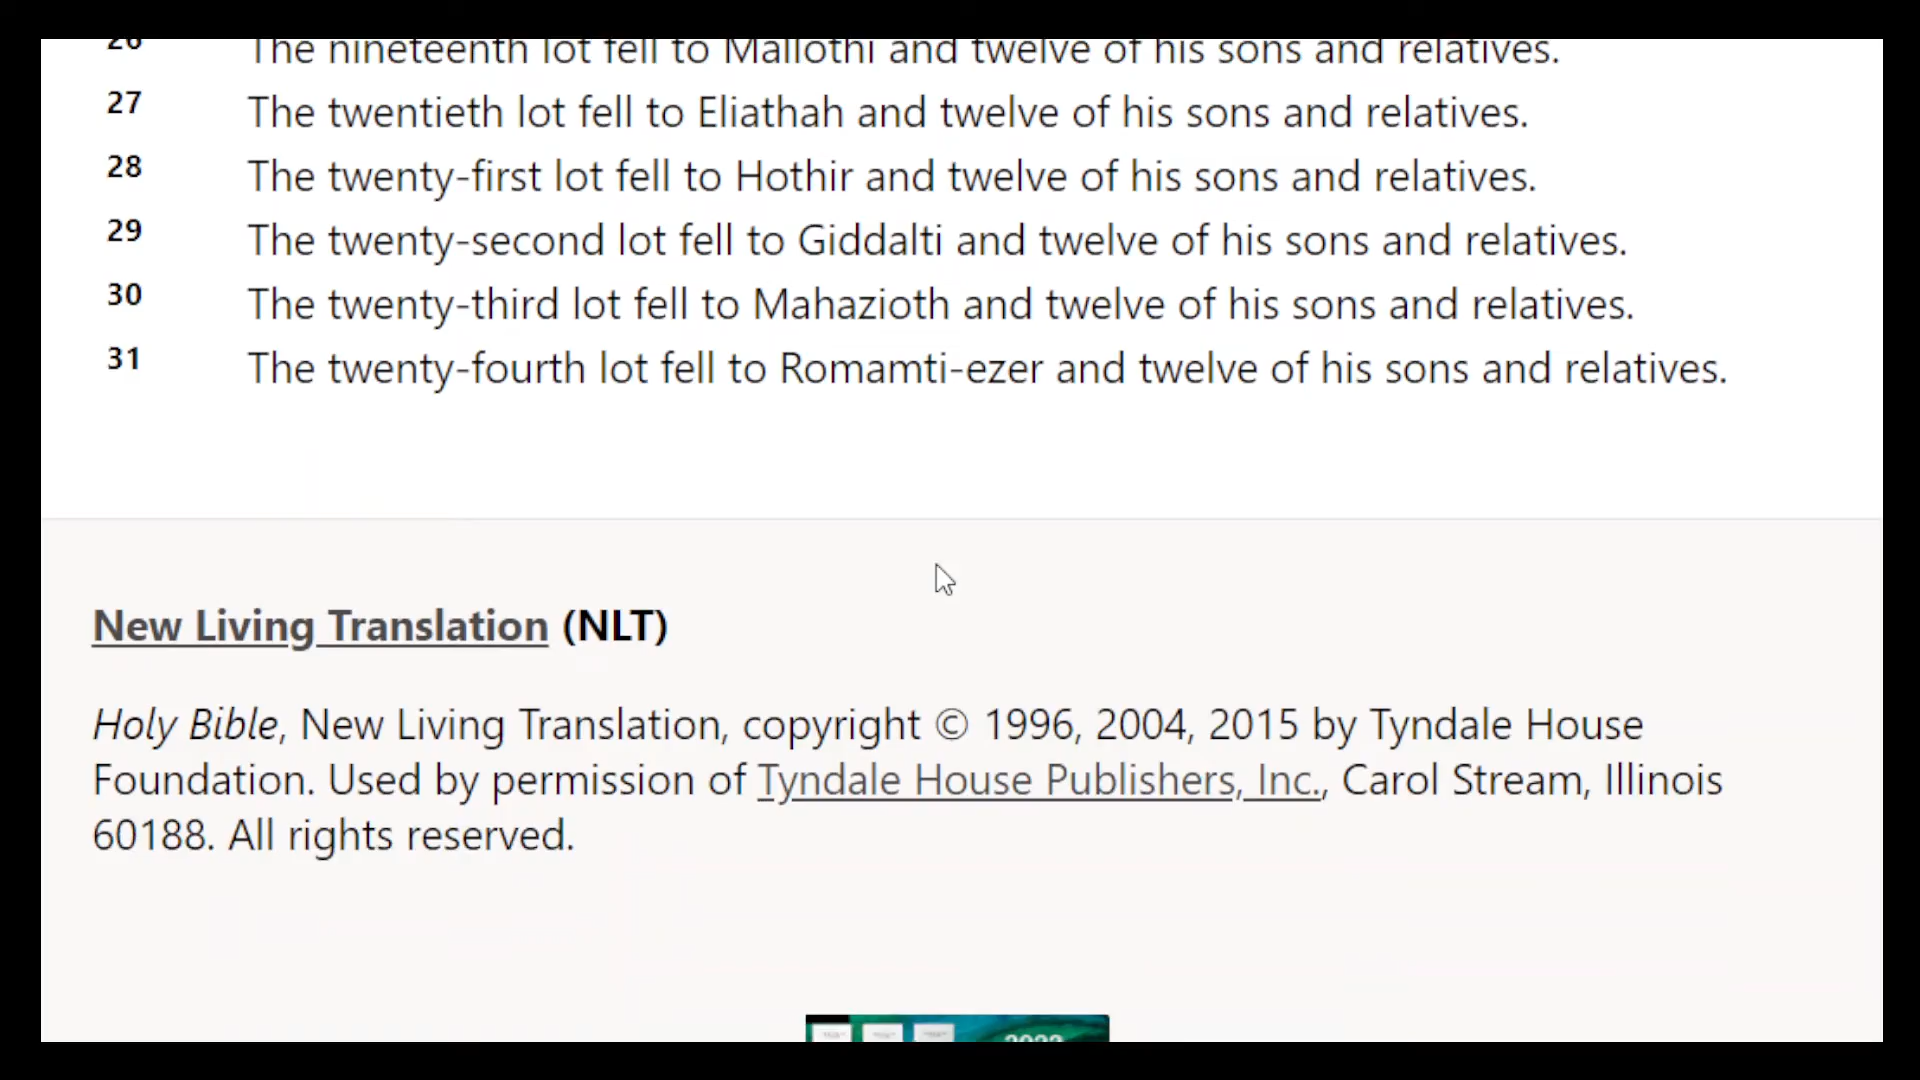 26 The nineteenth lot fell to Mallothi and twelve of his sons and relatives.
27 The twentieth lot fell to Eliathah and twelve of his sons and relatives.
28 The twenty-first lot fell to Hothir and twelve of his sons and relatives.
29 The twenty-second lot fell to Giddalti and twelve of his sons and relatives.
30 The twenty-third lot fell to Mahazioth and twelve of his sons and relatives.
31 The twenty-fourth lot fell to Romamti-ezer and twelve of his sons and relatives.
New Living Translation (NLT)
Holy Bible, New Living Translation, copyright © 1996, 2004, 2015 by Tyndale House
Foundation. Used by permission of Tyndale House Publishers, Inc., Carol Stream, Illinois
60188. All rights reserved.